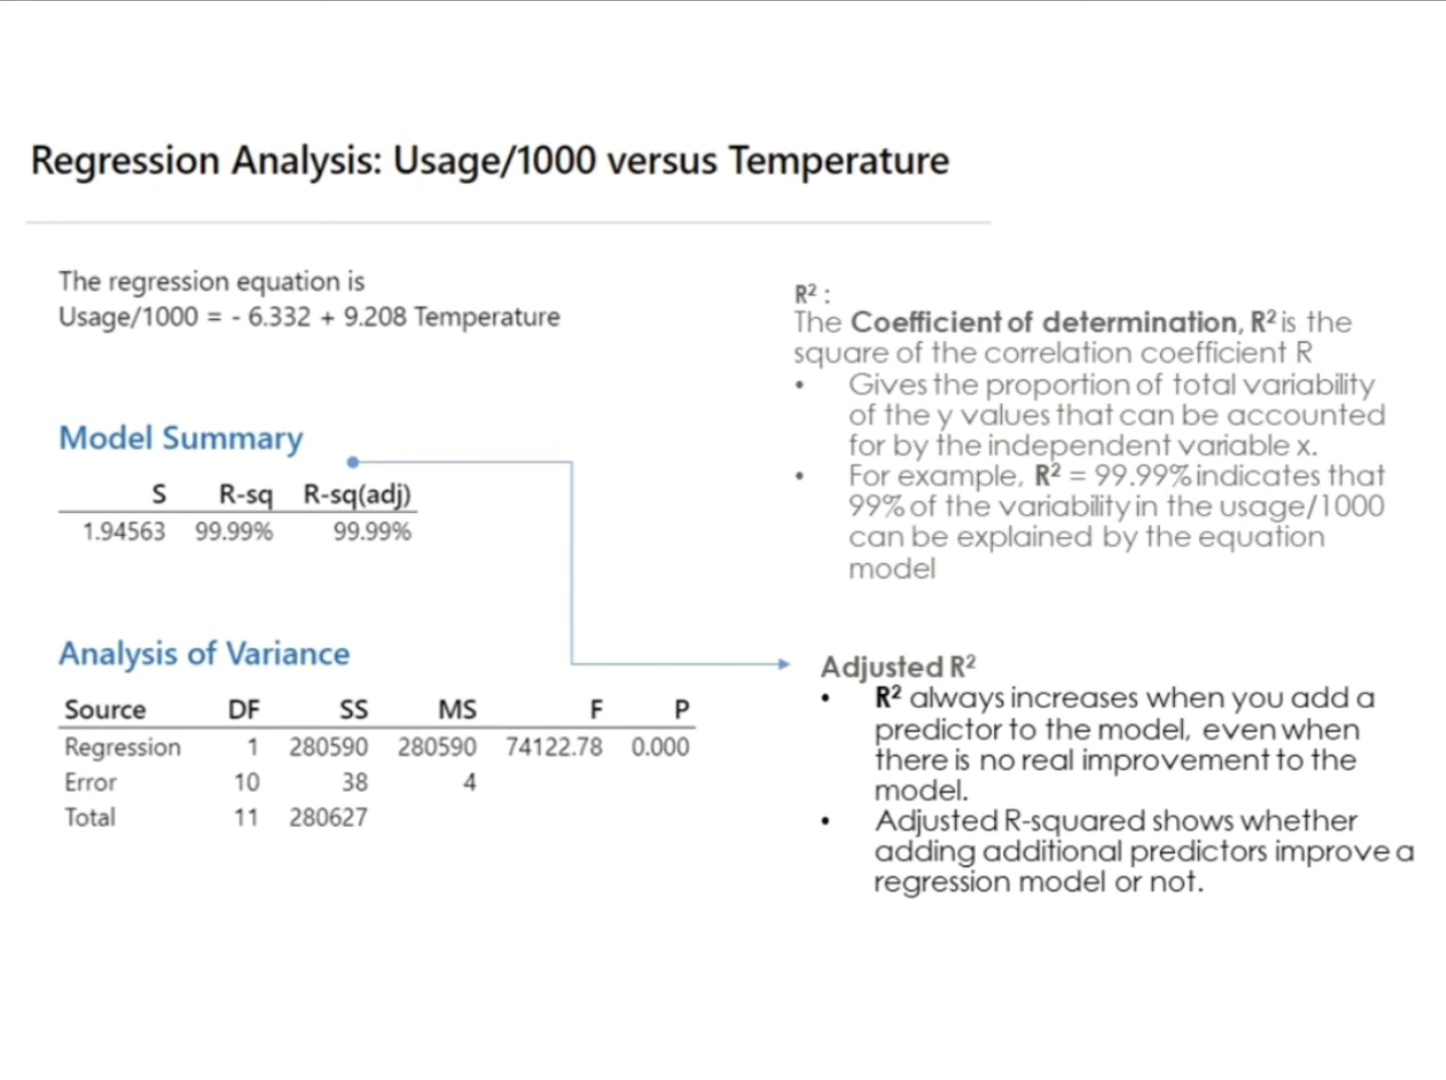 Regression Analysis: Usage/1000 versus Temperature
The regression equation is
Usage/1000 = - 6.332 + 9.208 Temperature
Model Summary
S R-sq R-sq(adj)
1.94563 99.99% 99.99%
Analysis of Variance
Source DF SS MS F P
Regression 1 280590 280590 74122.78 0.000
Error 10 38 4
Total 11 280627
R² :
The Coefficient of determination, R² is the
square of the correlation coefficient R
• Gives the proportion of total variability
of the y values that can be accounted
for by the independent variable x.
• For example, R² = 99.99% indicates that
99% of the variability in the usage/1000
can be explained by the equation
model
Adjusted R²
• R² always increases when you add a
predictor to the model, even when
there is no real improvement to the
model.
• Adjusted R-squared shows whether
adding additional predictors improve a
regression model or not.